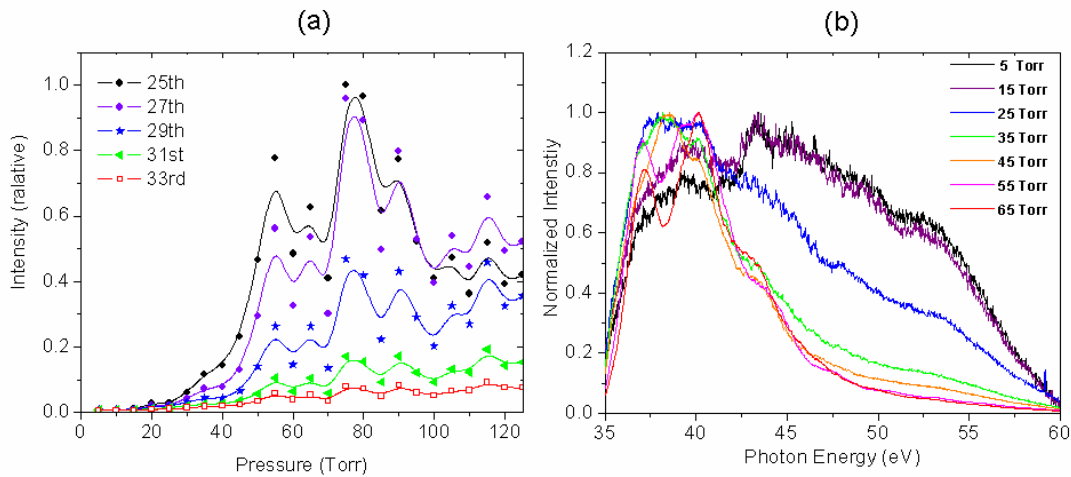 (a)
Intensity (ralative)
1.0
0.8
0.6
0.4
0.2
0.0
25th
27th
29th
31st
33rd
0
20
40
60
80
100
120
Pressure (Torr)
(b)
Normalized Intenstiy
1.2
1.0
0.8
0.6
0.4
0.2
0.0
5 Torr
15 Torr
25 Torr
35 Torr
45 Torr
55 Torr
65 Torr
35
40
45
50
55
60
Photon Energy (eV)